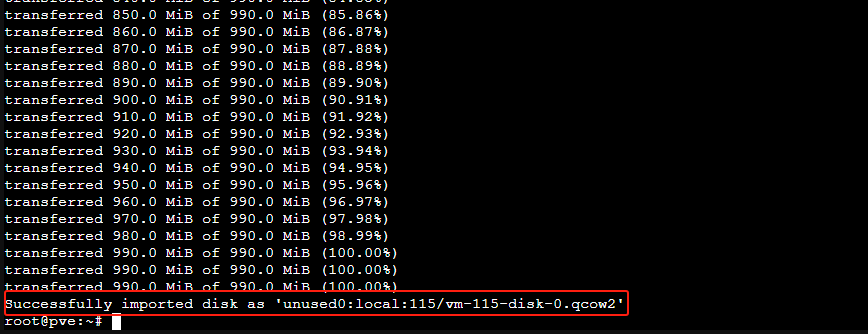 transferred 850.0 MiB of 990.0 MiB (85.86%)
transferred 860.0 MiB of 990.0 MiB (86.87%)
transferred 870.0 MiB of 990.0 MiB (87.88%)
transferred 880.0 MiB of 990.0 MiB (88.89%)
transferred 890.0 MiB of 990.0 MiB (89.90%)
transferred 900.0 MiB of 990.0 MiB (90.91%)
transferred 910.0 MiB of 990.0 MiB (91.92%)
transferred 920.0 MiB of 990.0 MiB (92.93%)
transferred 930.0 MiB of 990.0 MiB (93.94%)
transferred 940.0 MiB of 990.0 MiB (94.95%)
transferred 950.0 MiB of 990.0 MiB (95.96%)
transferred 960.0 MiB of 990.0 MiB (96.97%)
transferred 970.0 MiB of 990.0 MiB (97.98%)
transferred 980.0 MiB of 990.0 MiB (98.99%)
transferred 990.0 MiB of 990.0 MiB (100.00%)
transferred 990.0 MiB of 990.0 MiB (100.00%)
transferred 990.0 MiB of 990.0 MiB (100.00%)
Successfully imported disk as 'unused0:local:115/vm-115-disk-0.qcow2'
root@pve:~#